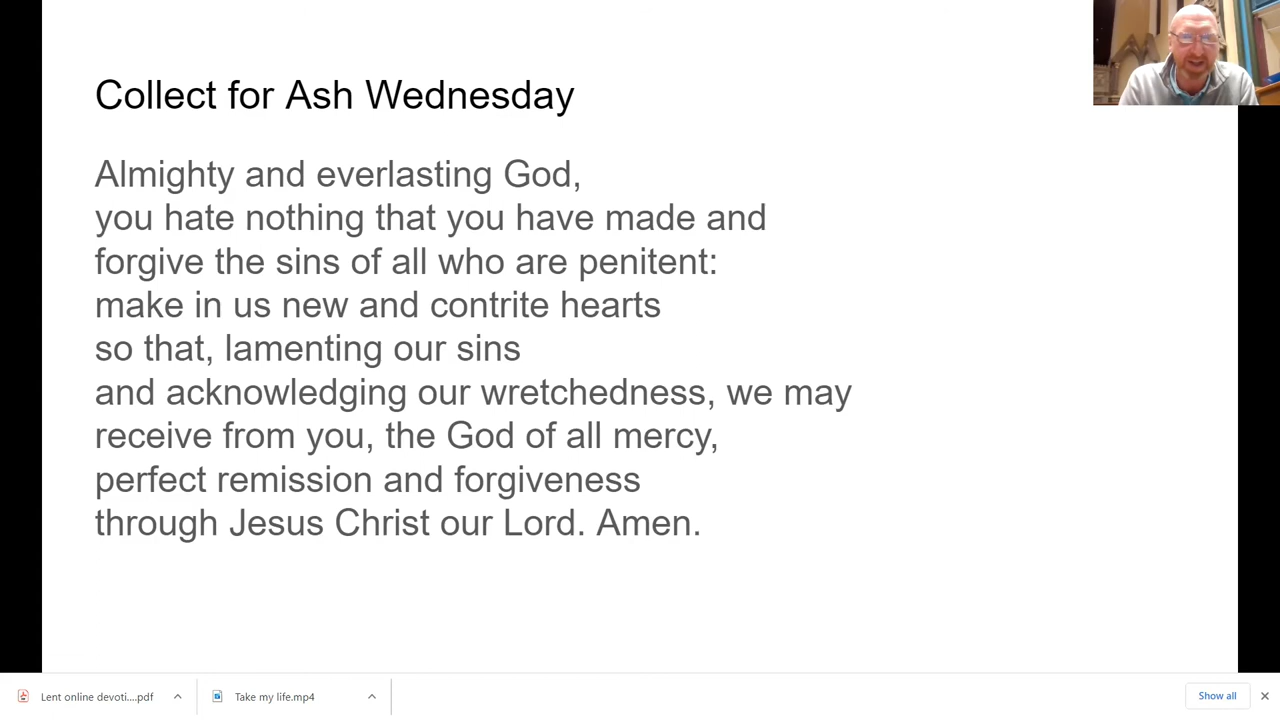 Collect for Ash Wednesday
Almighty and everlasting God,
you hate nothing that you have made and
forgive the sins of all who are penitent:
make in us new and contrite hearts
so that, lamenting our sins
and acknowledging our wretchedness, we may
receive from you, the God of all mercy,
perfect remission and forgiveness
through Jesus Christ our Lord. Amen.
Lent online devoti....pdf
Take my life.mp4
Show all